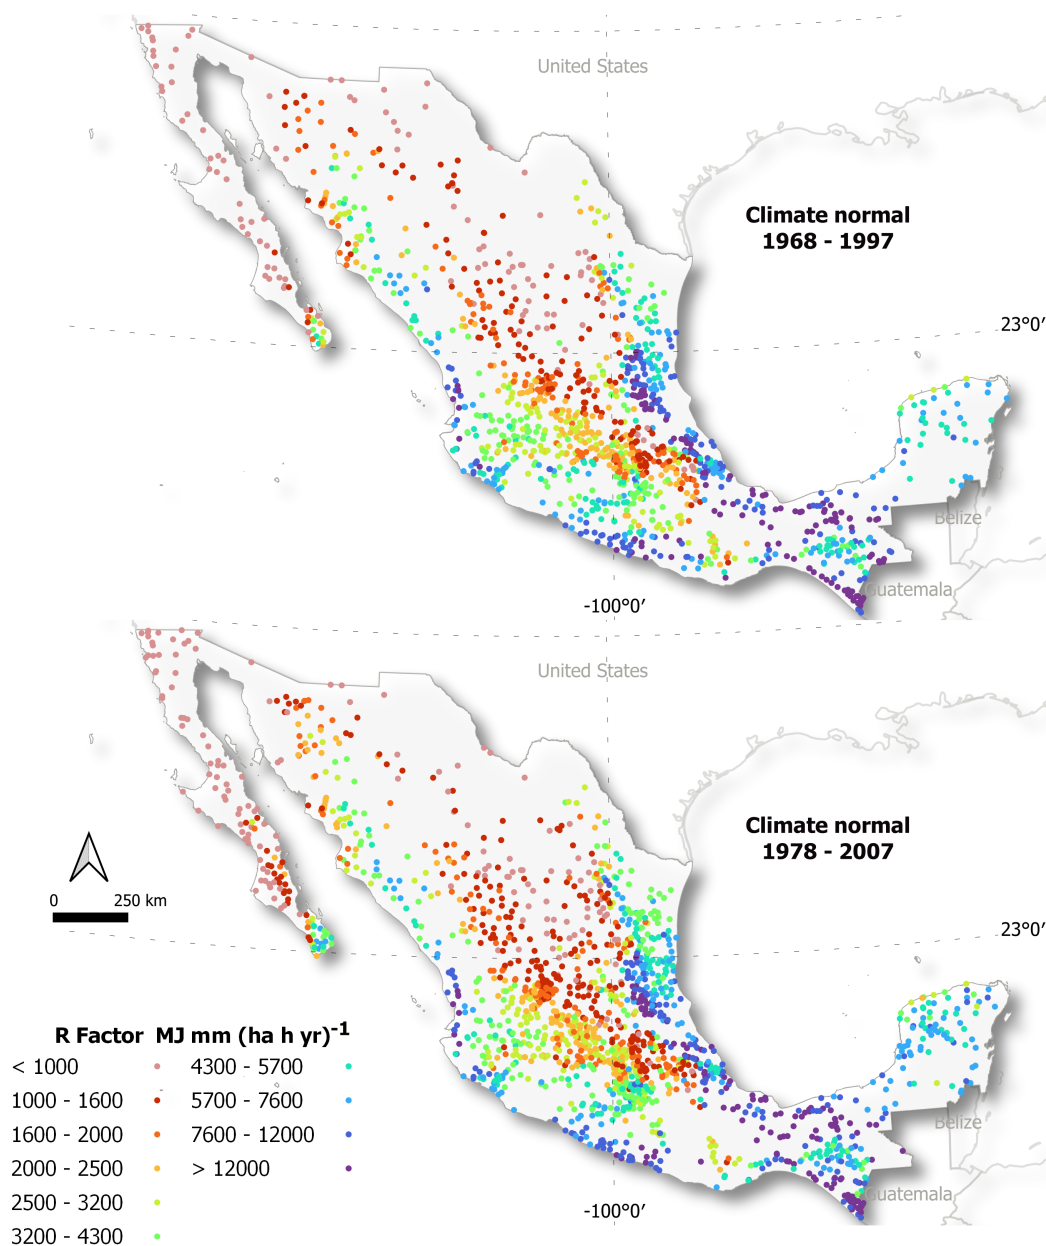 United States
Climate normal
1968 - 1997
23°0′
Belize
Guatemala
-100°0′
United States
Climate normal
1978 - 2007
0 250 km
23°0′
R Factor MJ mm (ha h yr)-1
< 1000 4300 - 5700
1000 - 1600 5700 - 7600
1600 - 2000 7600 - 12000
2000 - 2500 > 12000
2500 - 3200
3200 - 4300
Belize
Guatemala
-100°0′